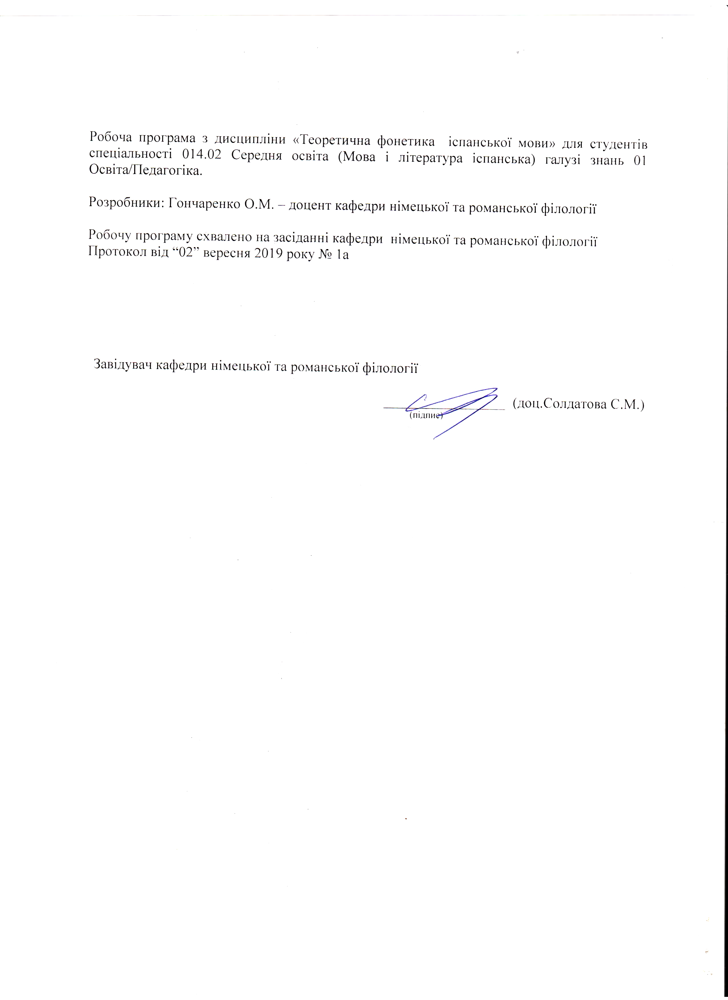 Робоча програма з дисципліни «Теоретична фонетика іспанської мови» для студентів
спеціальності 014.02 Середня освіта (Мова і література іспанська) галузі знань 01
Освіта/Педагогіка.
Розробники: Гончаренко О.М. – доцент кафедри німецької та романської філології
Робочу програму схвалено на засіданні кафедри німецької та романської філології
Протокол від “02” вересня 2019 року № 1а
Завідувач кафедри німецької та романської філології
(доц.Солдатова С.М.)
(підпис)